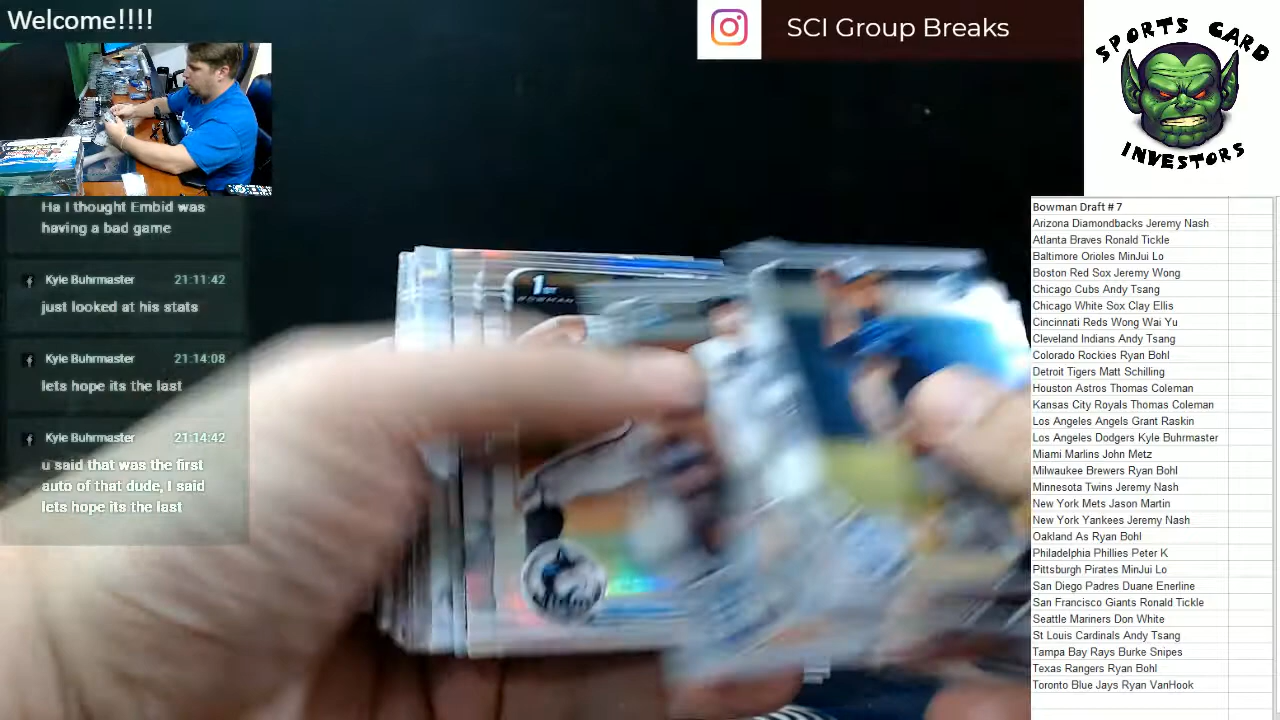 Welcome!!!!
SCI Group Breaks
SPORTS CARD
INVESTORS
Ha I thought Embid was
having a bad game
Kyle Buhrmaster 21:11:42
just looked at his stats
Kyle Buhrmaster 21:14:08
lets hope its the last
Kyle Buhrmaster 21:14:42
u said that was the first
auto of that dude, I said
lets hope its the last
1ST
BOWMAN
Bowman Draft # 7
Arizona Diamondbacks Jeremy Nash
Atlanta Braves Ronald Tickle
Baltimore Orioles MinJui Lo
Boston Red Sox Jeremy Wong
Chicago Cubs Andy Tsang
Chicago White Sox Clay Ellis
Cincinnati Reds Wong Wai Yu
Cleveland Indians Andy Tsang
Colorado Rockies Ryan Bohl
Detroit Tigers Matt Schilling
Houston Astros Thomas Coleman
Kansas City Royals Thomas Coleman
Los Angeles Angels Grant Raskin
Los Angeles Dodgers Kyle Buhrmaster
Miami Marlins John Metz
Milwaukee Brewers Ryan Bohl
Minnesota Twins Jeremy Nash
New York Mets Jason Martin
New York Yankees Jeremy Nash
Oakland As Ryan Bohl
Philadelphia Phillies Peter K
Pittsburgh Pirates MinJui Lo
San Diego Padres Duane Enerline
San Francisco Giants Ronald Tickle
Seattle Mariners Don White
St Louis Cardinals Andy Tsang
Tampa Bay Rays Burke Snipes
Texas Rangers Ryan Bohl
Toronto Blue Jays Ryan VanHook